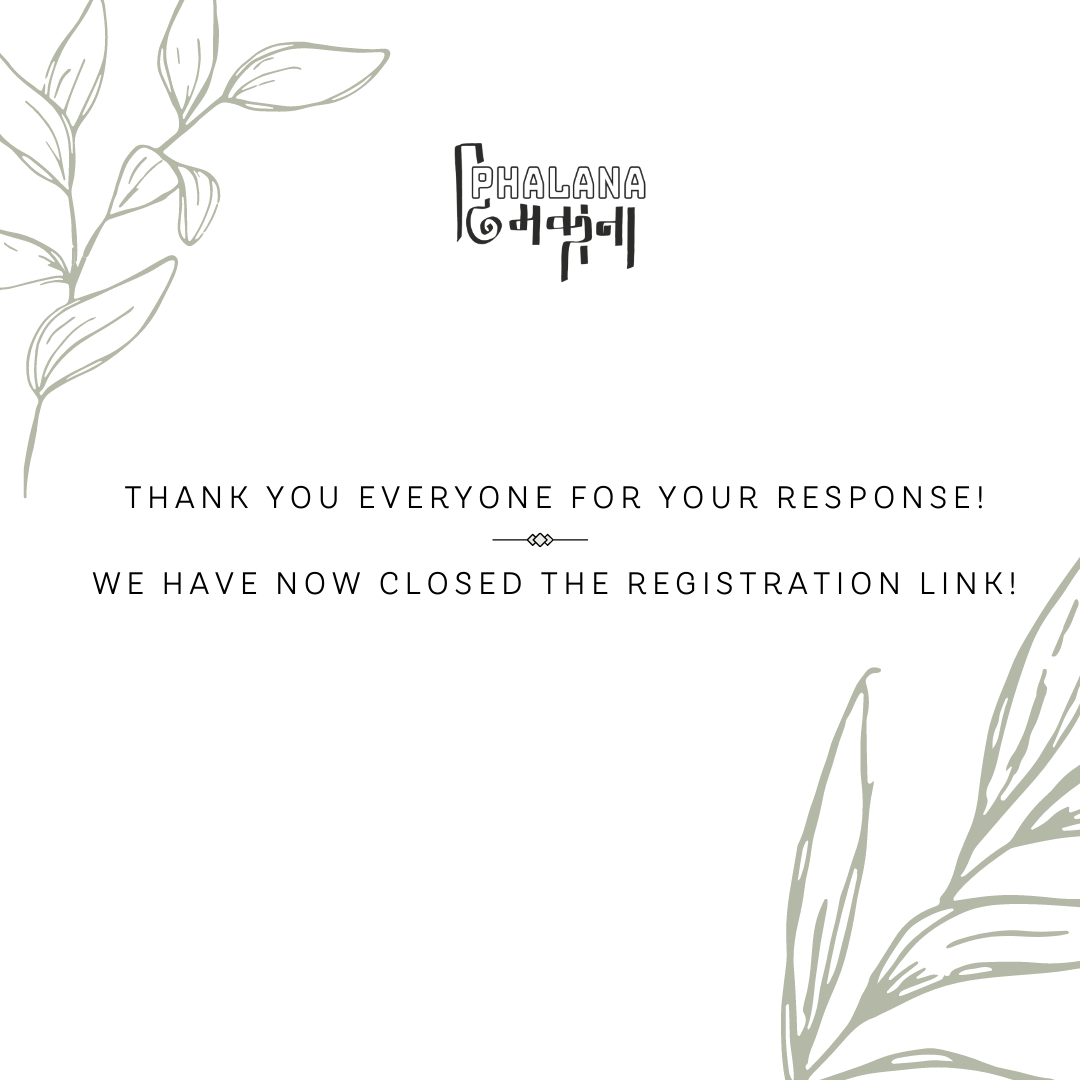 PHALANA
THANK YOU EVERYONE FOR YOUR RESPONSE!
WE HAVE NOW CLOSED THE REGISTRATION LINK!